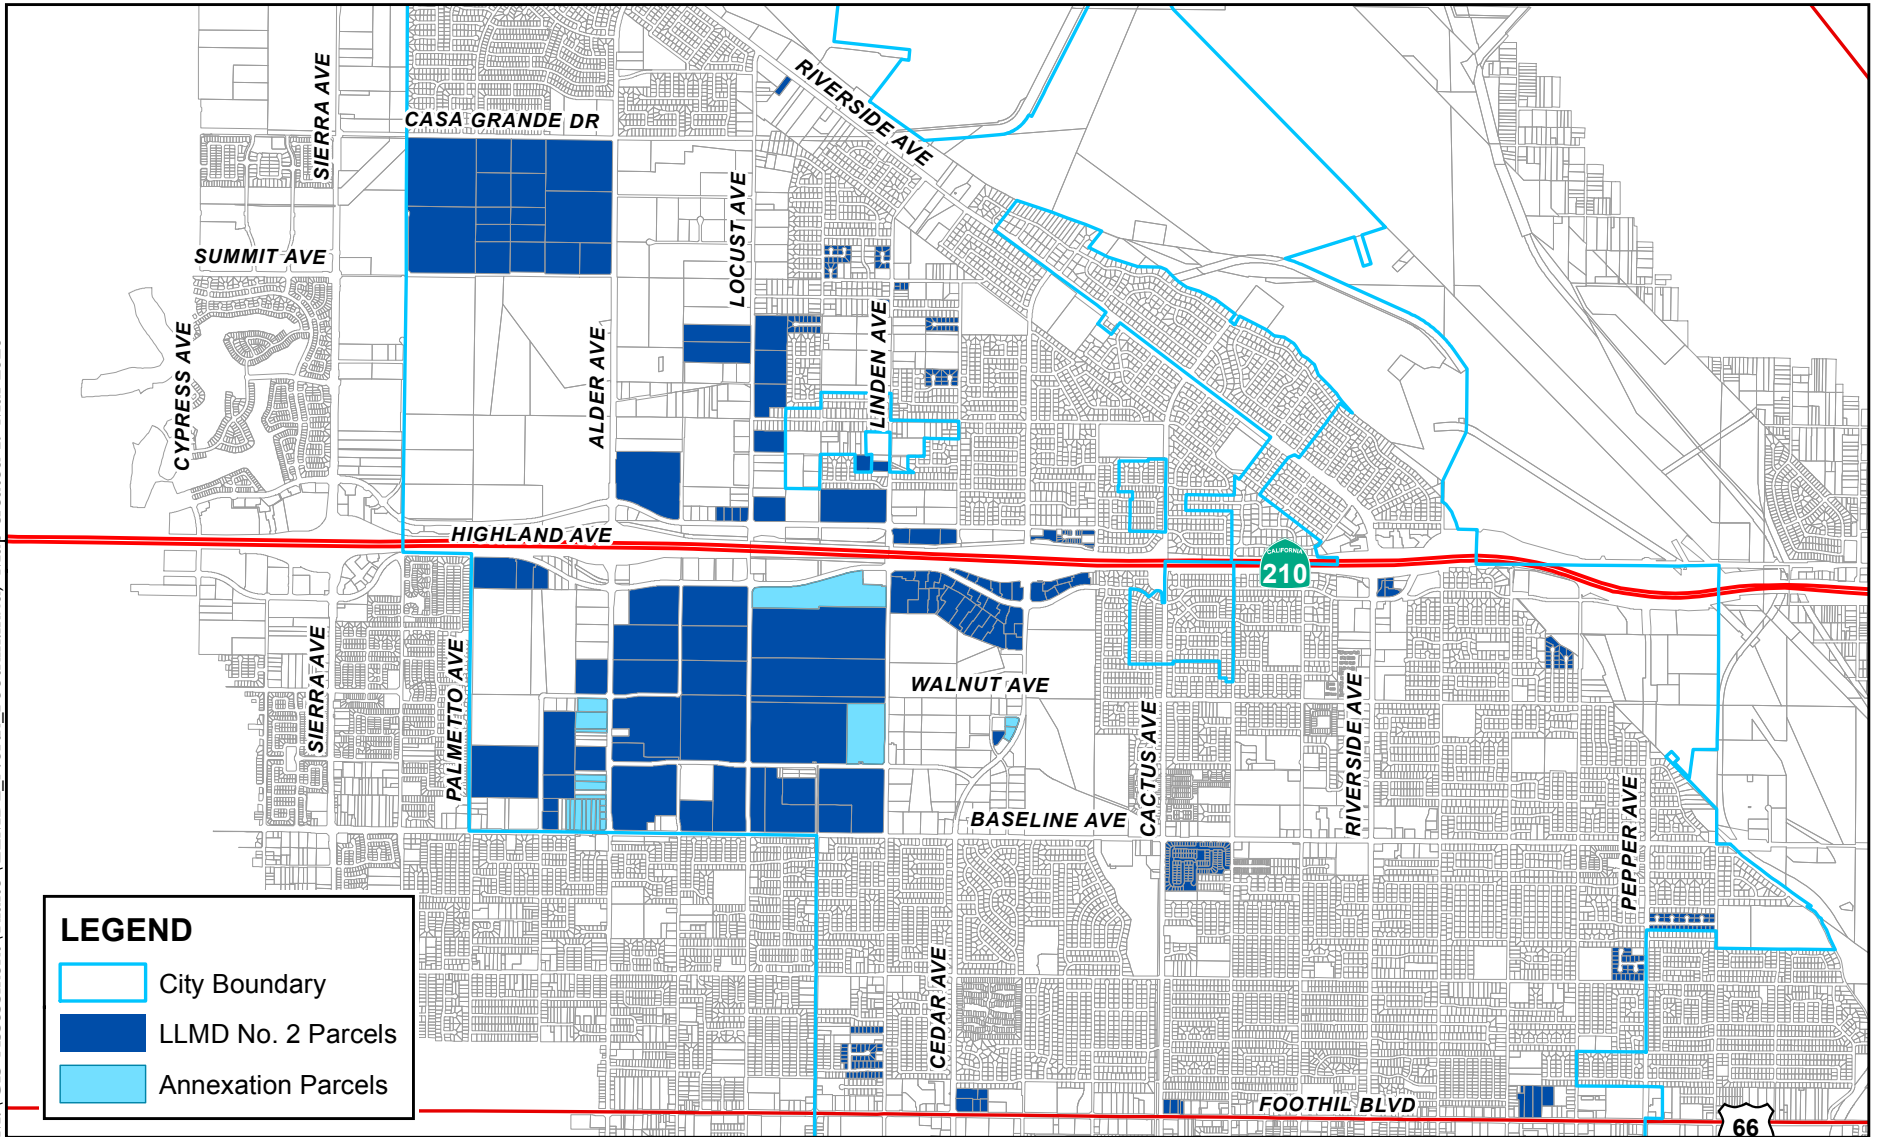 RIVERSIDE AVE
SIERRA AVE
CASA GRANDE DR
LOCUST AVE
SUMMIT AVE
CYPRESS AVE
ALDER AVE
LINDEN AVE
HIGHLAND AVE
CALIFORNIA
210
SIERRA AVE
PALMETTO AVE
WALNUT AVE
CACTUS AVE
RIVERSIDE AVE
BASELINE AVE
PEPPER AVE
CEDAR AVE
FOOTHIL BLVD
66
LEGEND
City Boundary
LLMD No. 2 Parcels
Annexation Parcels